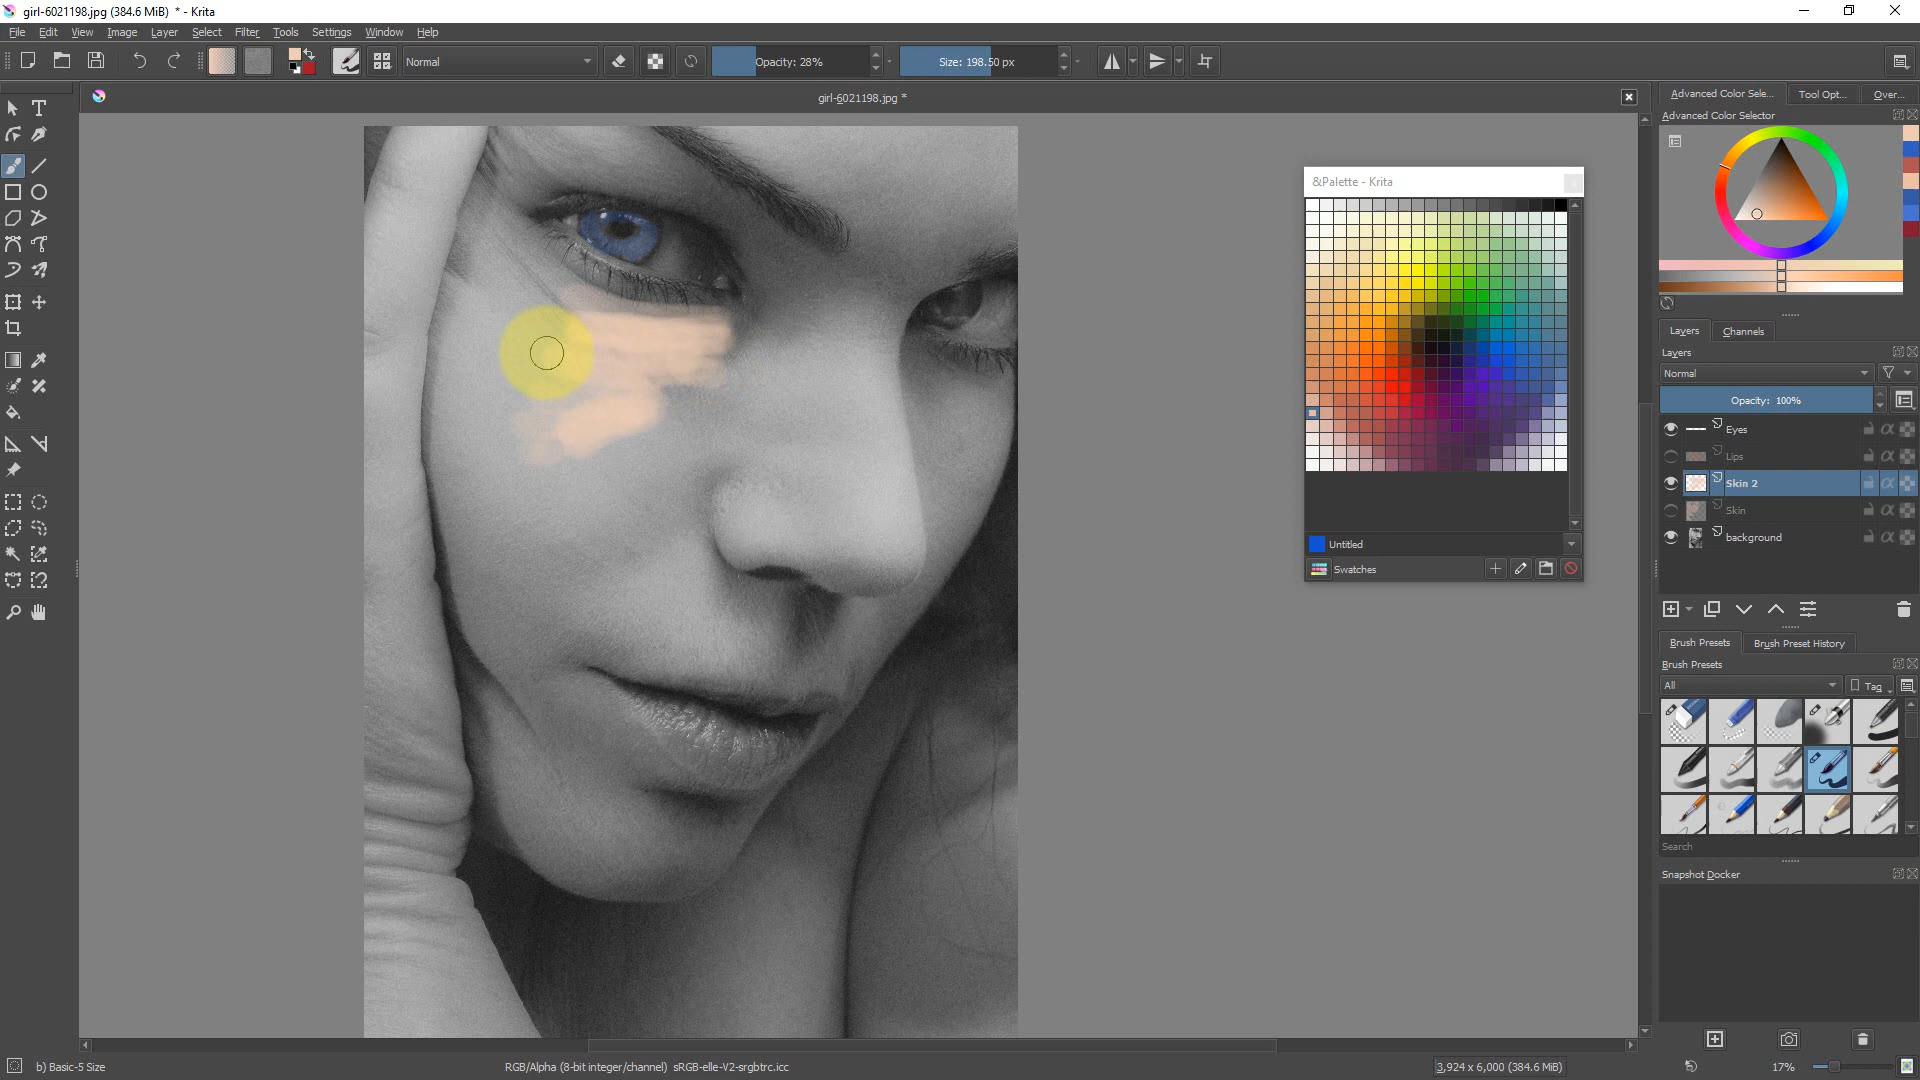 girl-6021198.jpg (384.6 MiB) * - Krita
File Edit View Image Layer Select Filter Tools Settings Window Help
Normal
Opacity: 28%
Size: 198.50 px
girl-6021198.jpg *
Advanced Color Sele... Tool Opt... Over...
Advanced Color Selector
&Palette - Krita
Untitled
Swatches
Layers Channels
Layers
Normal
Opacity: 100%
Eyes
Lips
Skin 2
Skin
background
Brush Presets Brush Preset History
Brush Presets
All Tag
Search
Snapshot Docker
b) Basic-5 Size
RGB/Alpha (8-bit integer/channel) sRGB-elle-V2-srgbtrc.icc
3,924 x 6,000 (384.6 MiB)
17%